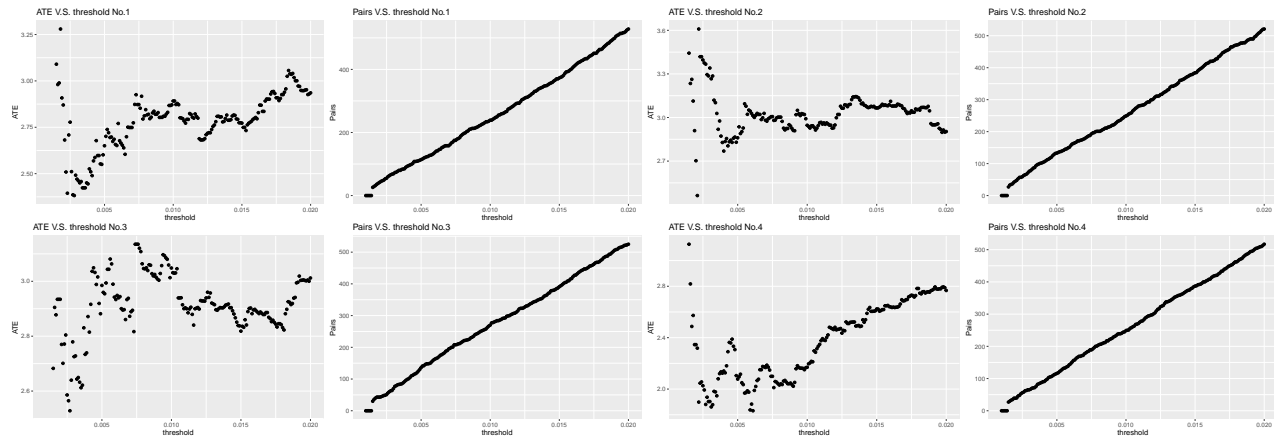 ATE V.S. threshold No.1
ATE
3.25
3.00
2.75
2.50
0.005 0.010 0.015 0.020
threshold
Pairs V.S. threshold No.1
Pairs
400
200
0
0.005 0.010 0.015 0.020
threshold
ATE V.S. threshold No.2
ATE
3.6
3.3
3.0
2.7
0.005 0.010 0.015 0.020
threshold
Pairs V.S. threshold No.2
Pairs
500
400
300
200
100
0
0.005 0.010 0.015 0.020
threshold
ATE V.S. threshold No.3
ATE
3.0
2.8
2.6
0.005 0.010 0.015 0.020
threshold
Pairs V.S. threshold No.3
Pairs
500
400
300
200
100
0
0.005 0.010 0.015 0.020
threshold
ATE V.S. threshold No.4
ATE
2.8
2.4
2.0
0.005 0.010 0.015 0.020
threshold
Pairs V.S. threshold No.4
Pairs
500
400
300
200
100
0
0.005 0.010 0.015 0.020
threshold